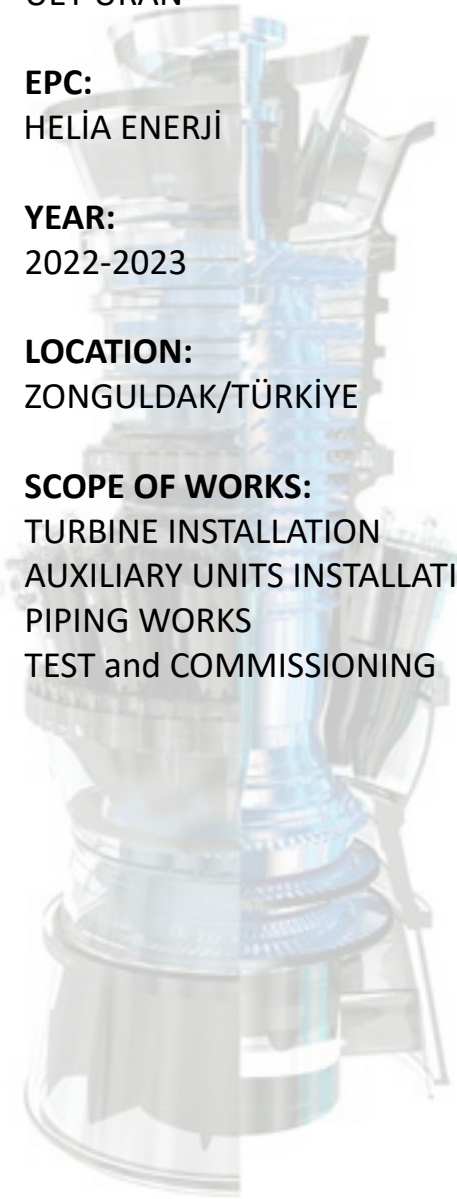 EPC:
HELİA ENERJİ
YEAR:
2022-2023
LOCATION:
ZONGULDAK/TÜRKİYE
SCOPE OF WORKS:
TURBINE INSTALLATION
AUXILIARY UNITS INSTALLATI
PIPING WORKS
TEST and COMMISSIONING